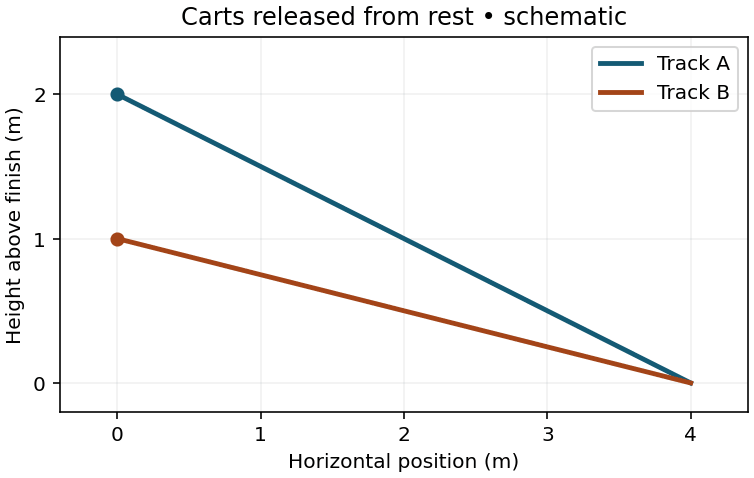 Carts released from rest • schematic
Track A
Track B
Height above finish (m)
2
1
0
0 1 2 3 4
Horizontal position (m)